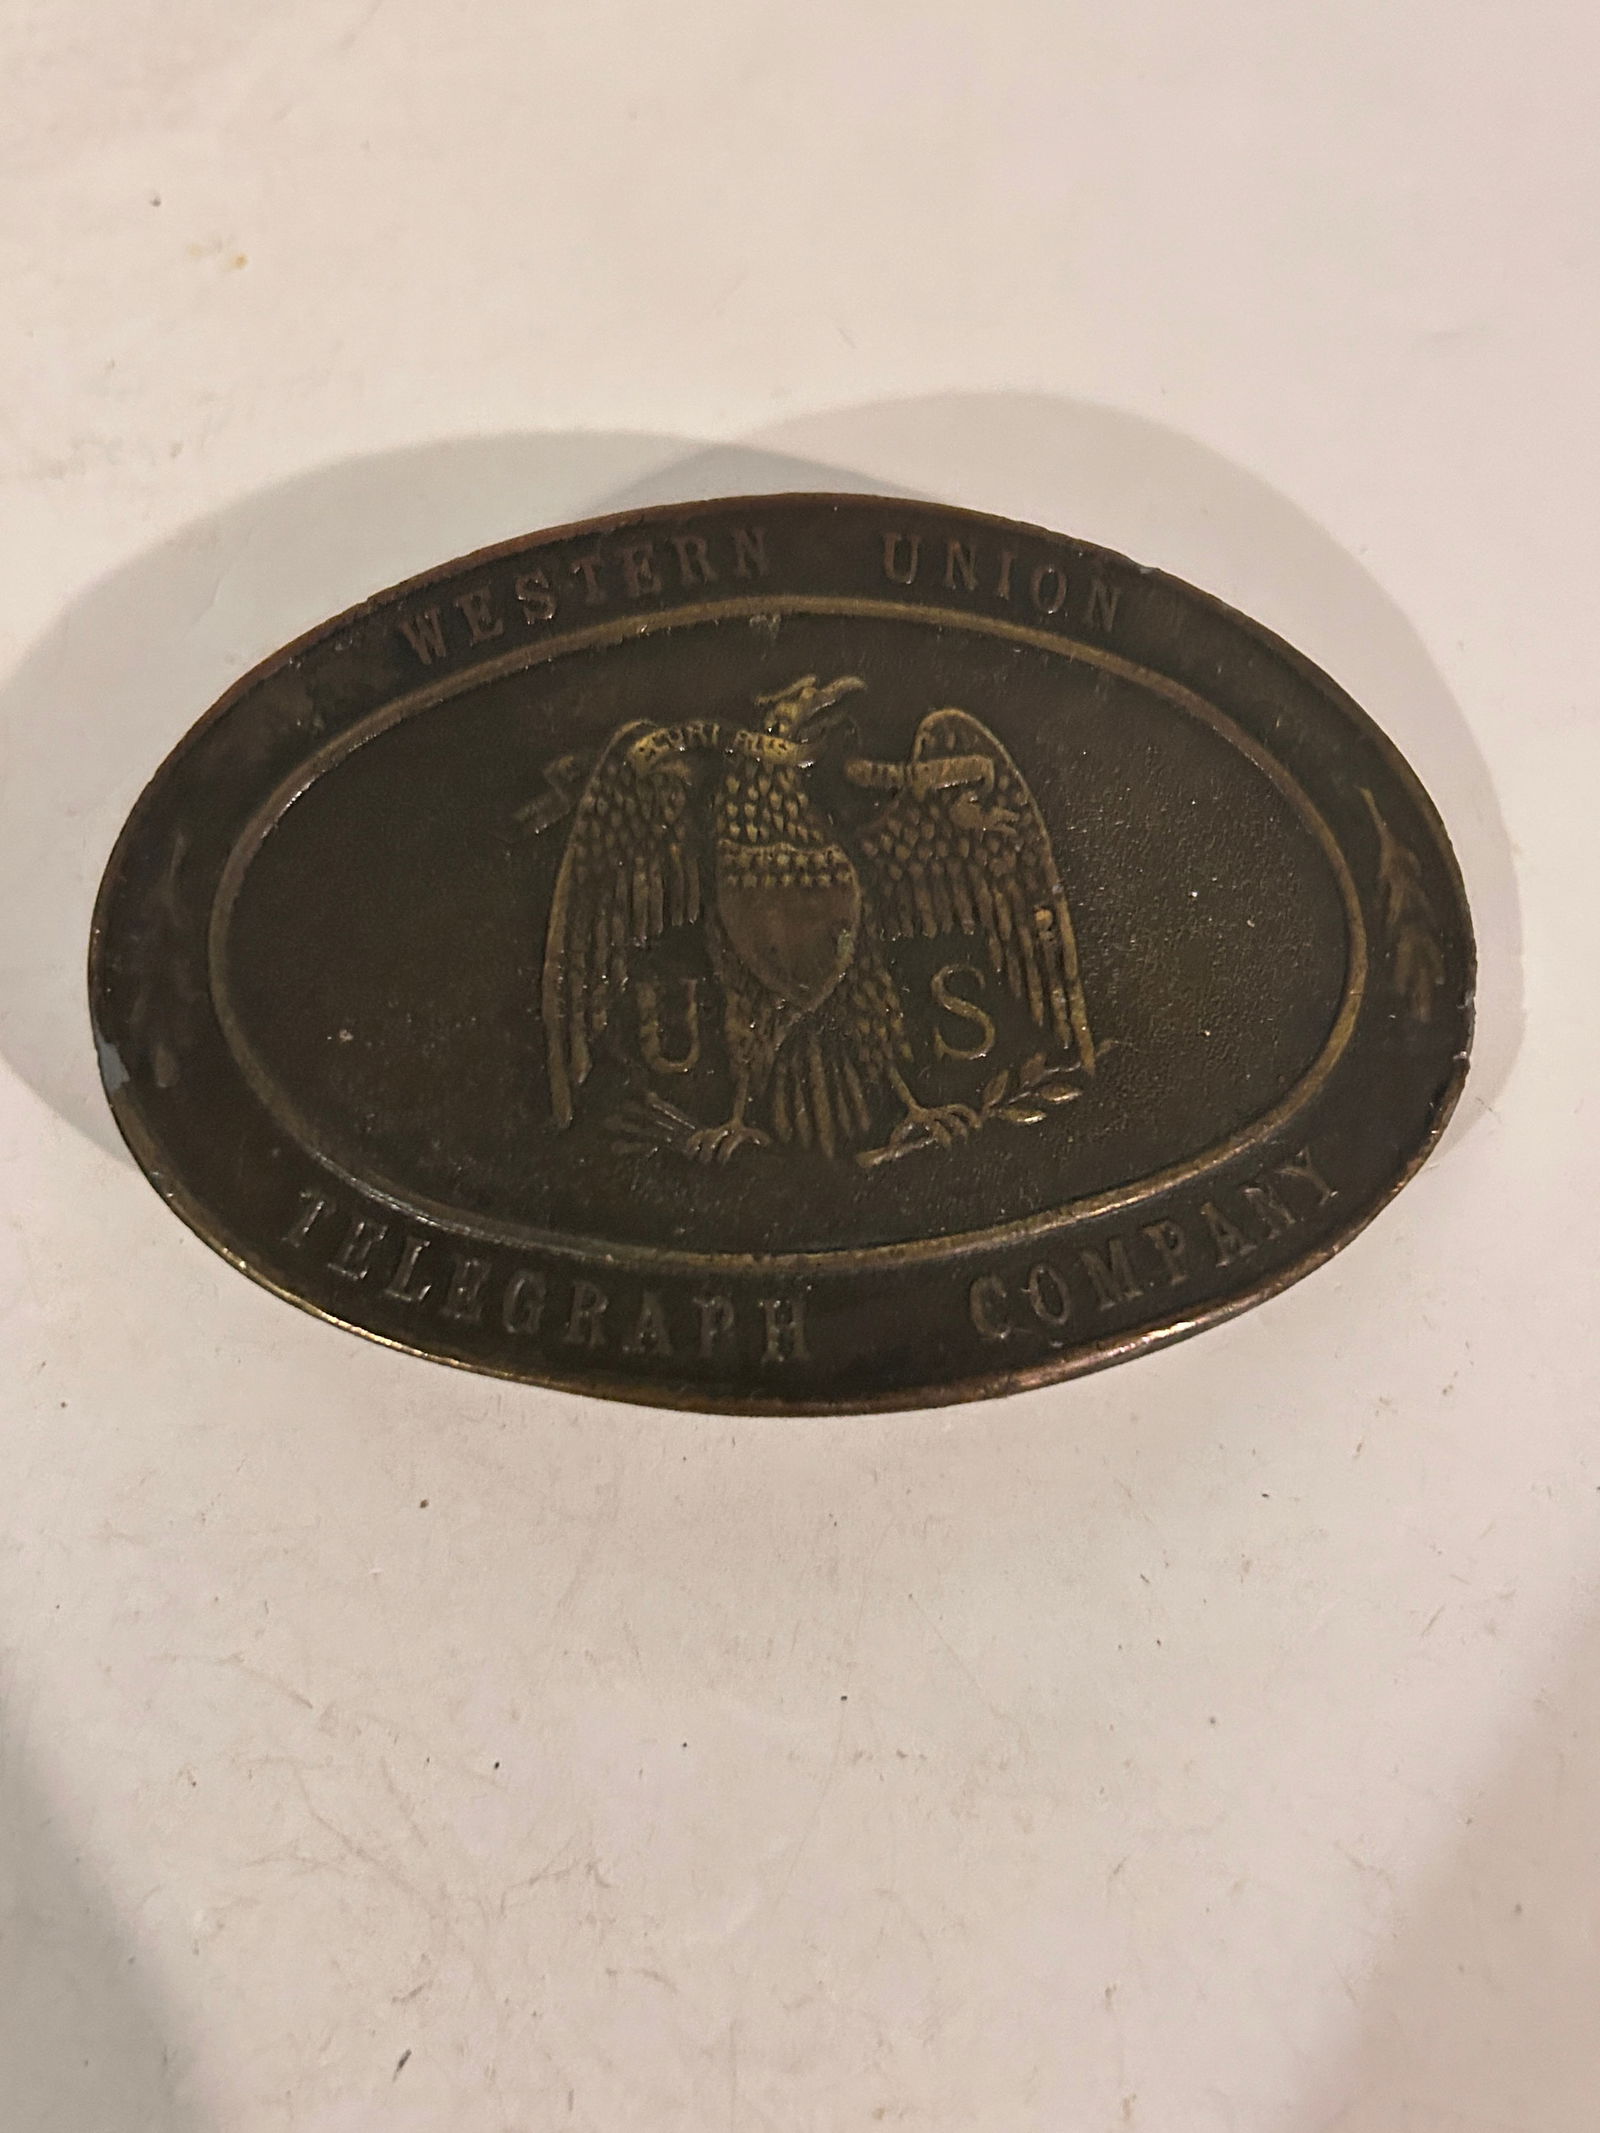 WESTERN UNION
U S
TELEGRAPH COMPANY